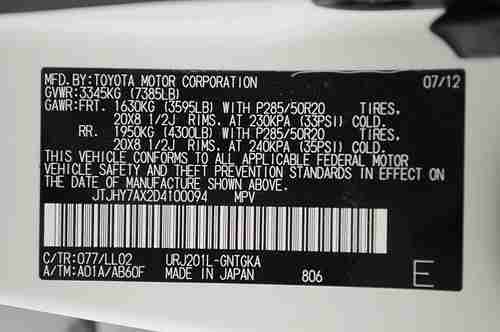 MFD.BY:TOYOTA MOTOR CORPORATION 07/12
GVWR:3345KG (7385LB)
GAWR:FRT. 1630KG (3595LB) WITH P285/50R20 TIRES,
20X8 1/2J RIMS, AT 230KPA (33PSI) COLD.
RR. 1950KG (4300LB) WITH P285/50R20 TIRES,
20X8 1/2J RIMS, AT 240KPA (35PSI) COLD.
THIS VEHICLE CONFORMS TO ALL APPLICABLE FEDERAL MOTOR
VEHICLE SAFETY AND THEFT PREVENTION STANDARDS IN EFFECT ON
THE DATE OF MANUFACTURE SHOWN ABOVE.
JTJHY7AX2D4100094 MPV
C/TR:077/LL02 URJ201L-GNTGKA
A/TM:A01A/AB60F MADE IN JAPAN 806 E